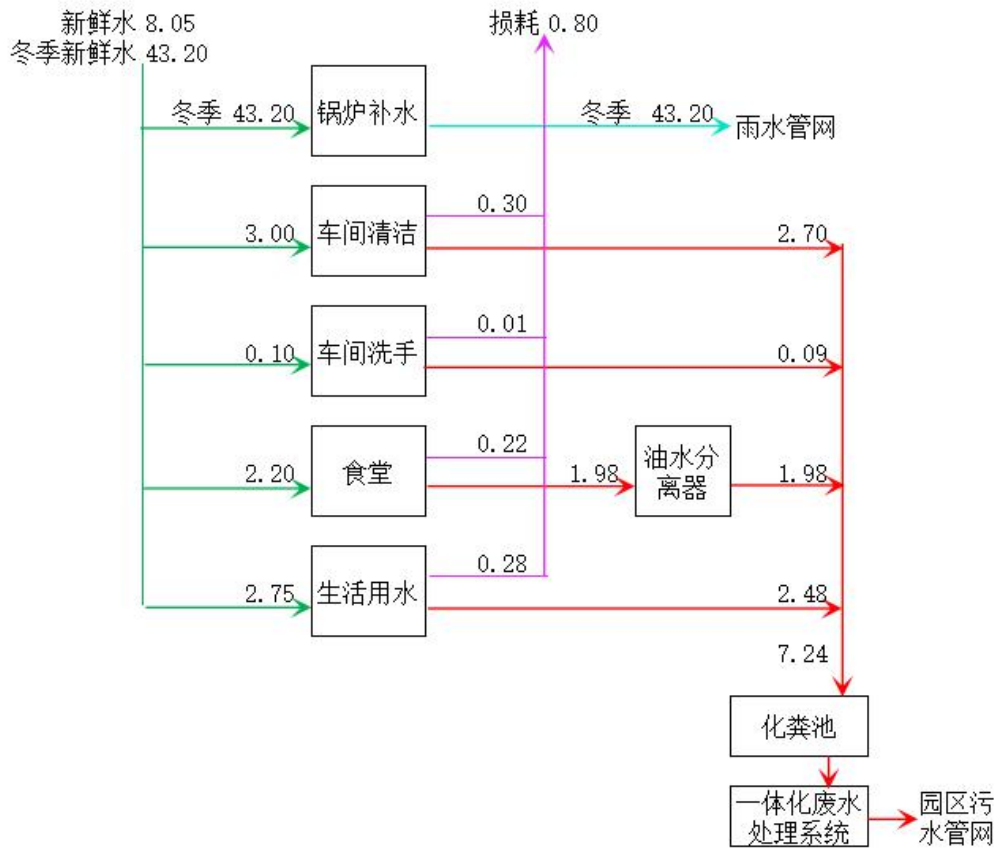 新鲜水 8.05
冬季新鲜水 43.20
损耗 0.80
冬季 43.20
锅炉补水
冬季 43.20
雨水管网
0.30
3.00
车间清洁
2.70
0.01
0.10
车间洗手
0.09
0.22
2.20
食堂
1.98
油水分
离器
1.98
0.28
2.75
生活用水
2.48
7.24
化粪池
一体化废水
处理系统
园区污
水管网